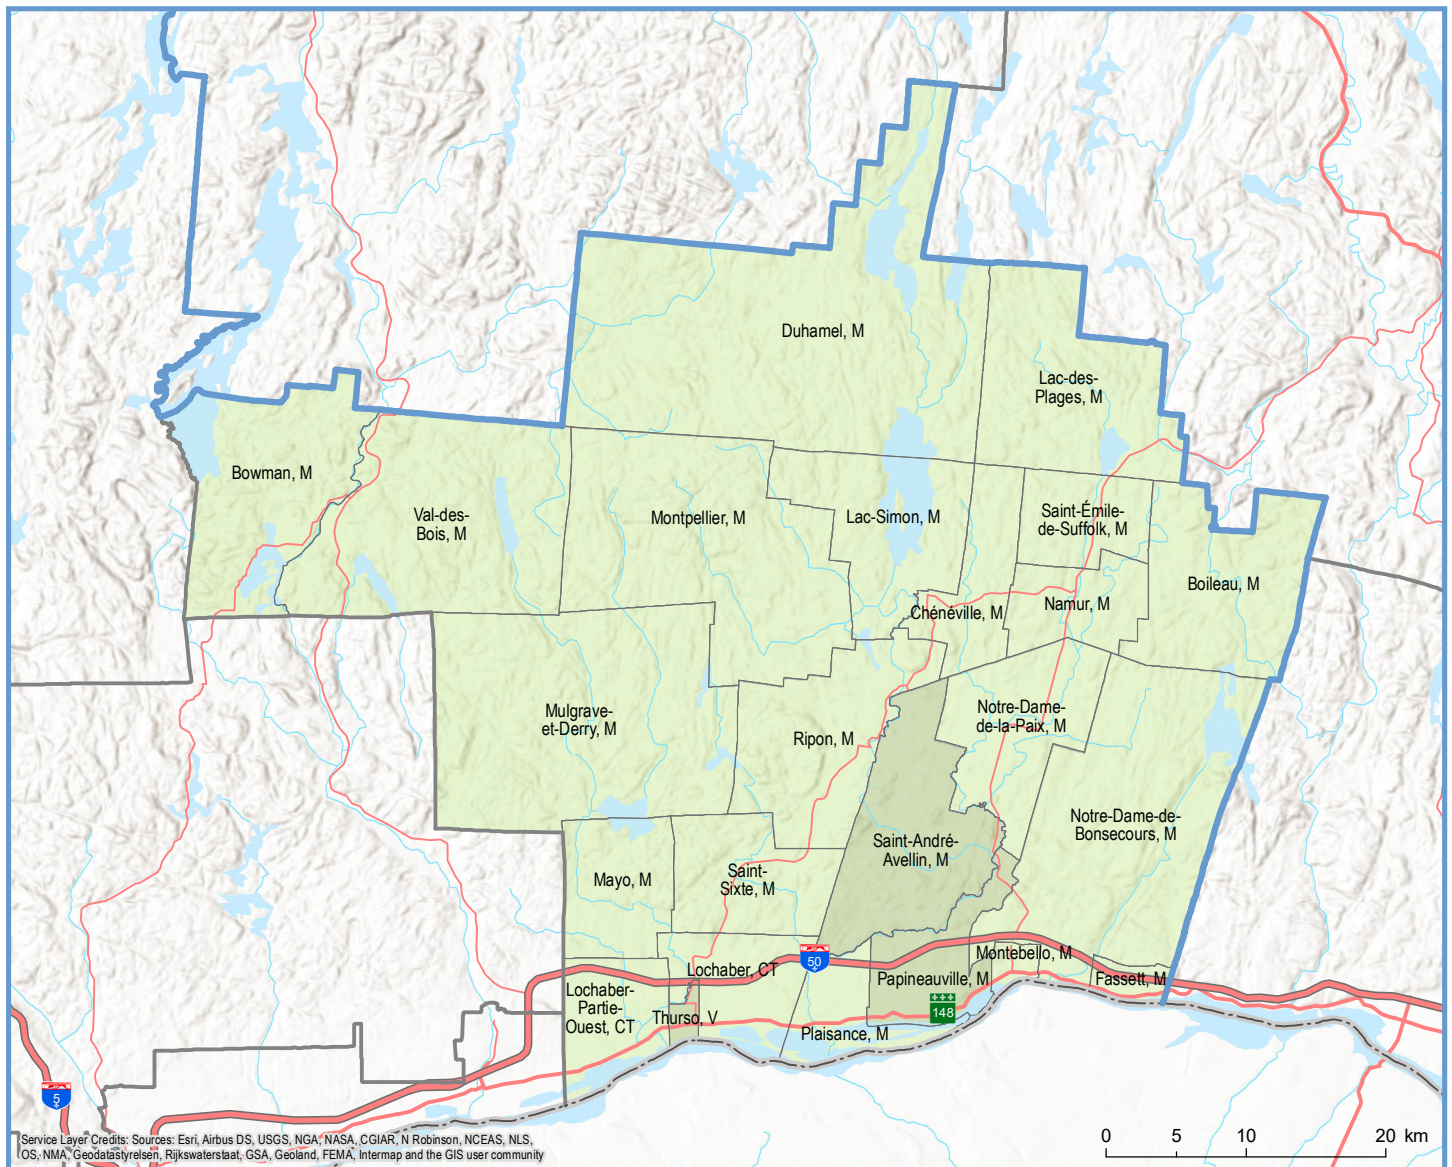 Duhamel, M
Lac-des-
Plages, M
Bowman, M
Val-des-
Bois, M
Montpellier, M
Lac-Simon, M
Saint-Émile-
de-Suffolk, M
Boileau, M
Chénéville, M
Namur, M
Mulgrave-
et-Derry, M
Ripon, M
Notre-Dame-
de-la-Paix, M
Notre-Dame-de-
Bonsecours, M
Saint-André-
Avellin, M
Mayo, M
Saint-
Sixte, M
Lochaber, CT
50
Montebello, M
Papineauville, M
Fassett, M
Lochaber-
Partie-
Ouest, CT
Thurso, V
148
Plaisance, M
5
Service Layer Credits: Sources: Esri, Airbus DS, USGS, NGA, NASA, CGIAR, N Robinson, NCEAS, NLS,
OS, NMA, Geodatastyrelsen, Rijkswaterstaat, GSA, Geoland, FEMA, Intermap and the GIS user community
0 5 10 20 km